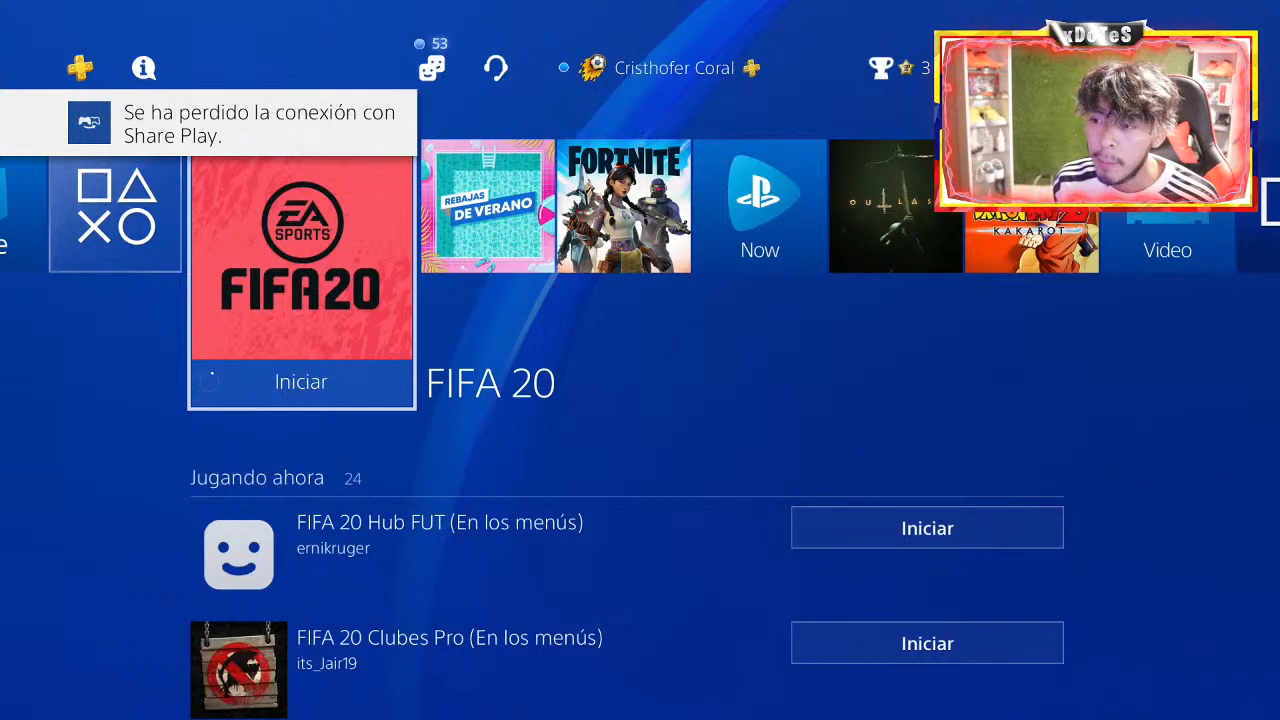 53
Cristhofer Coral
3
xDoTeS
Se ha perdido la conexión con
Share Play.
EA
SPORTS
FIFA20
REBAJAS
DE VERANO
FORTNITE
Now
OUTLAS
KAKAROT
Video
e
Iniciar
FIFA 20
Jugando ahora 24
FIFA 20 Hub FUT (En los menús)
ernikruger
Iniciar
FIFA 20 Clubes Pro (En los menús)
its_Jair19
Iniciar